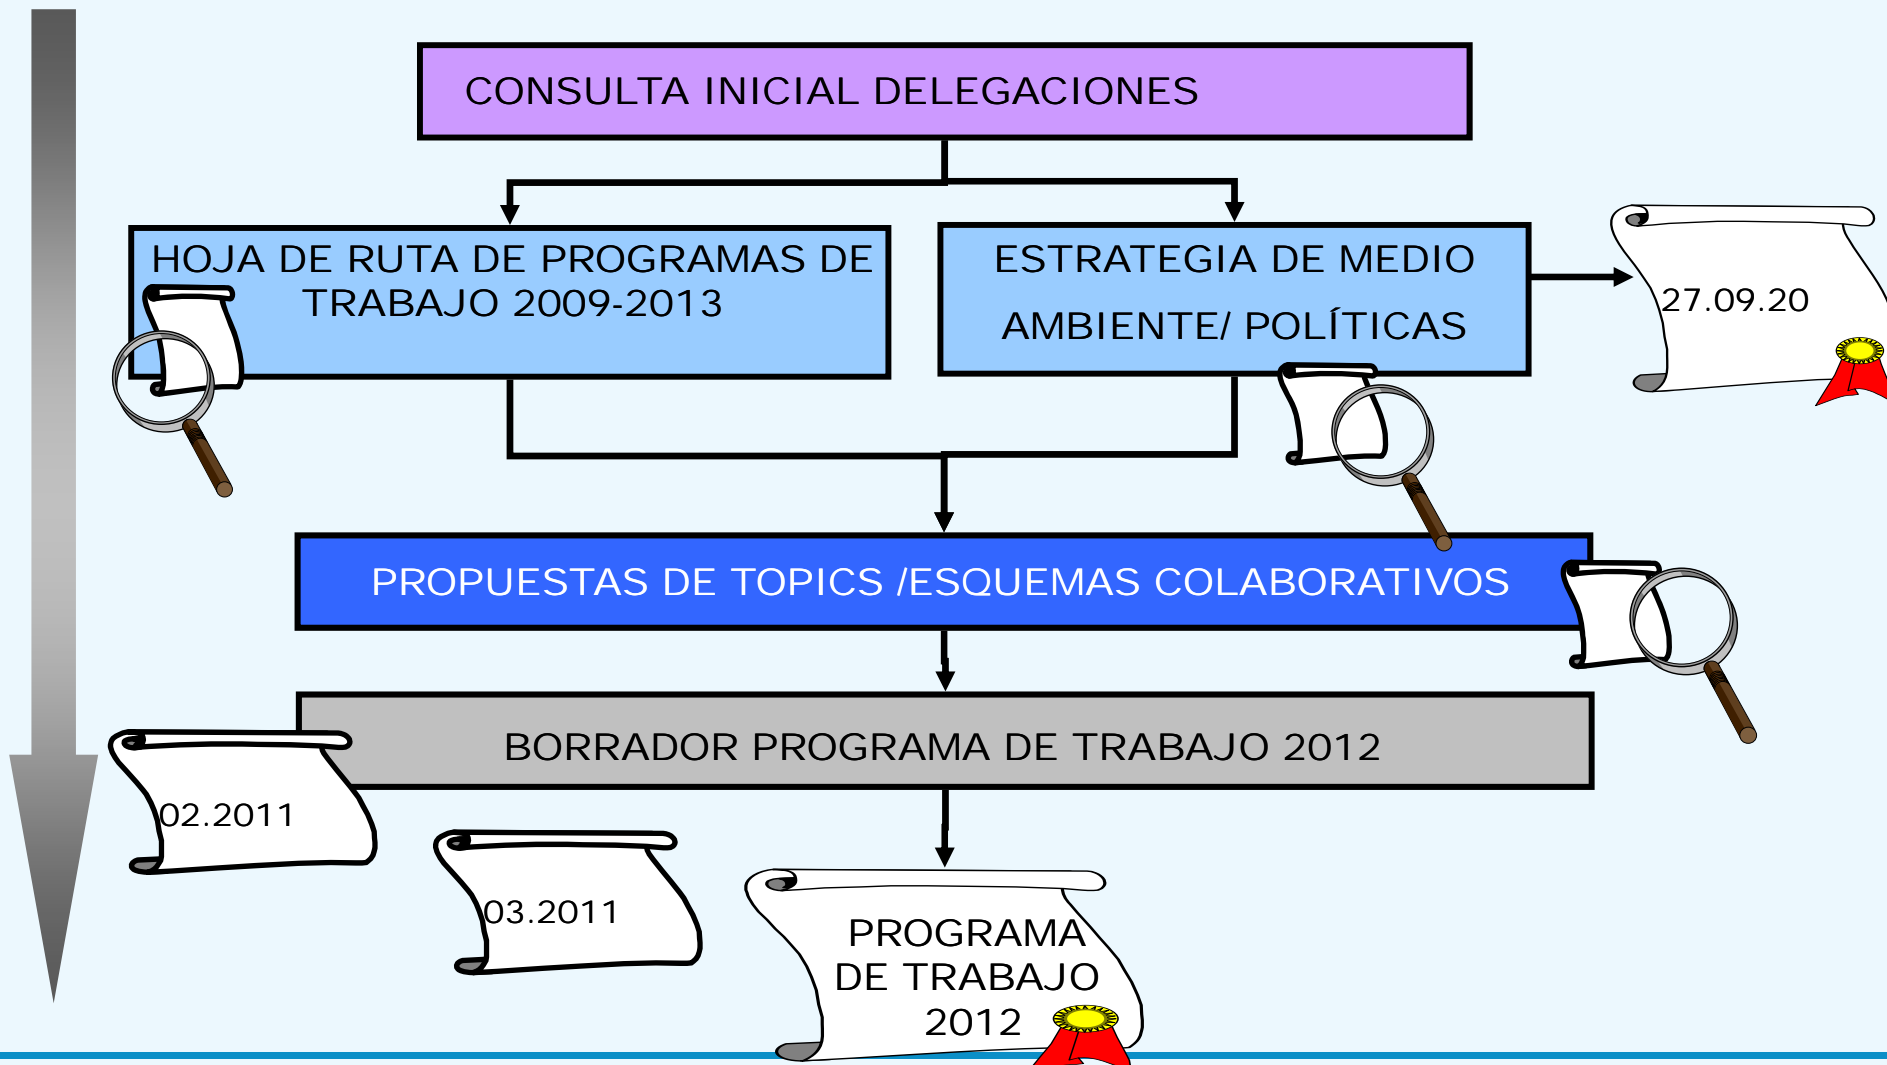 CONSULTA INICIAL DELEGACIONES
HOJA DE RUTA DE PROGRAMAS DE
TRABAJO 2009-2013
ESTRATEGIA DE MEDIO
AMBIENTE/ POLÍTICAS
27.09.20
PROPUESTAS DE TOPICS /ESQUEMAS COLABORATIVOS
BORRADOR PROGRAMA DE TRABAJO 2012
02.2011
03.2011
PROGRAMA
DE TRABAJO
2012